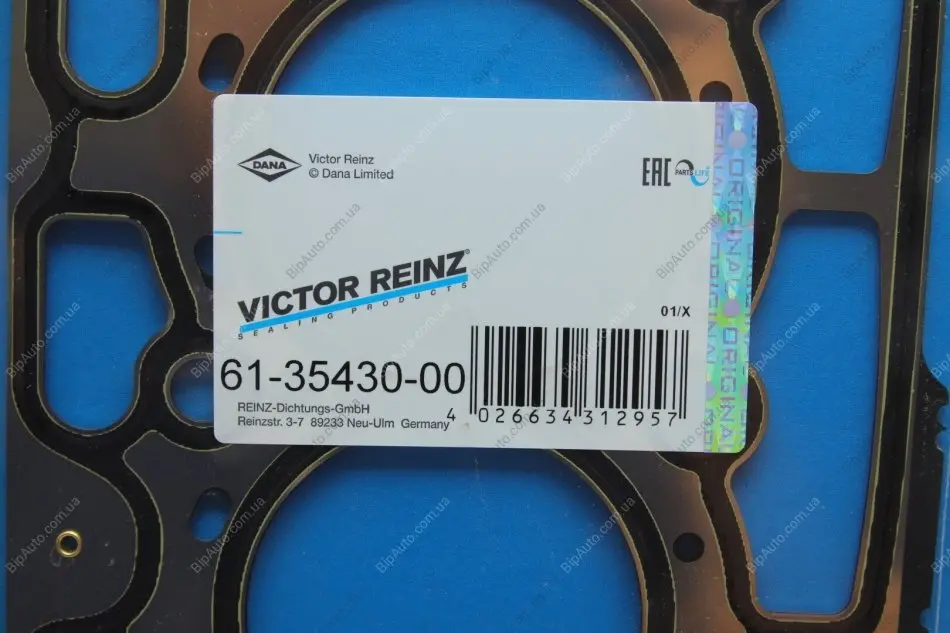 DANA
Victor Reinz
© Dana Limited
EAC PARTS LIFE
VICTOR REINZ®
SEALING PRODUCTS
01/X
61-35430-00
REINZ-Dichtungs-GmbH
Reinzstr. 3-7 89233 Neu-Ulm Germany
4 026634 312957
ORIGINAL
ORIGINAL
BipAuto.com.ua